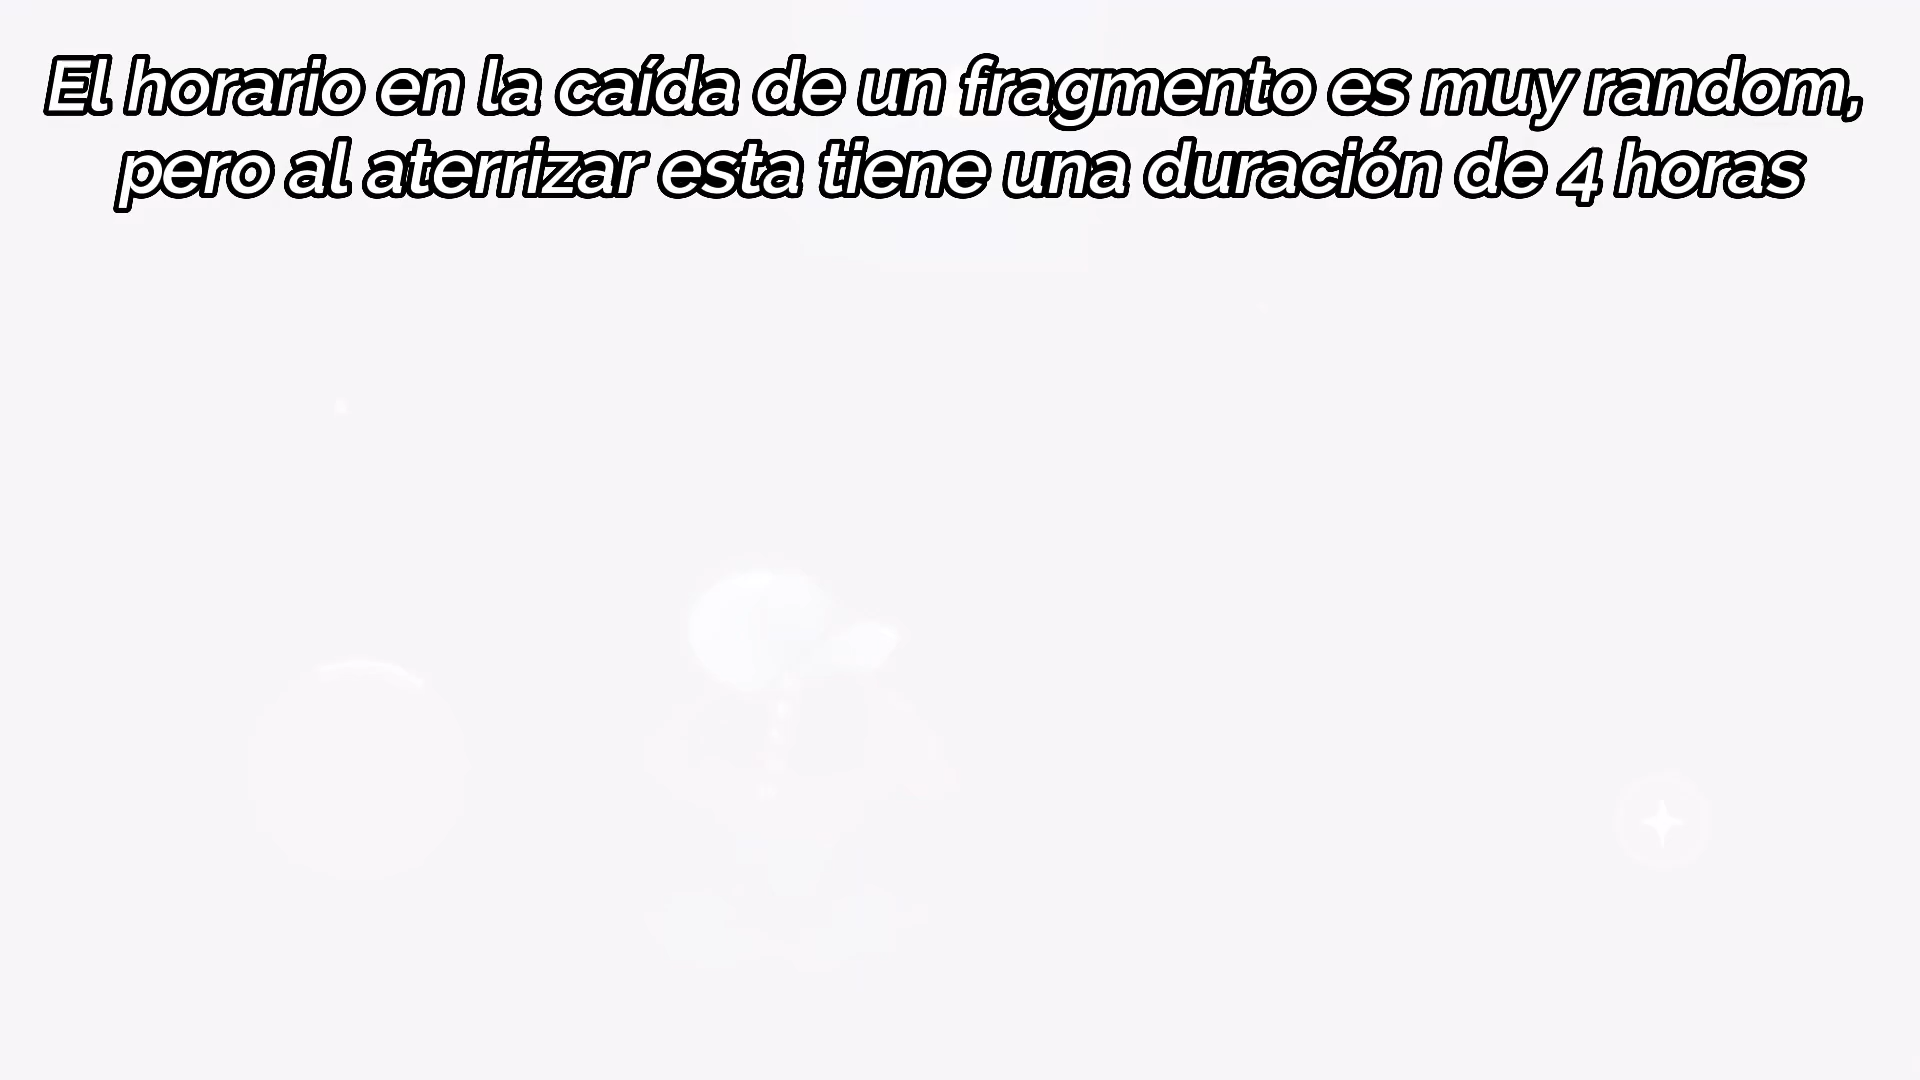 El horario en la caída de un fragmento es muy random,
pero al aterrizar esta tiene una duración de 4 horas